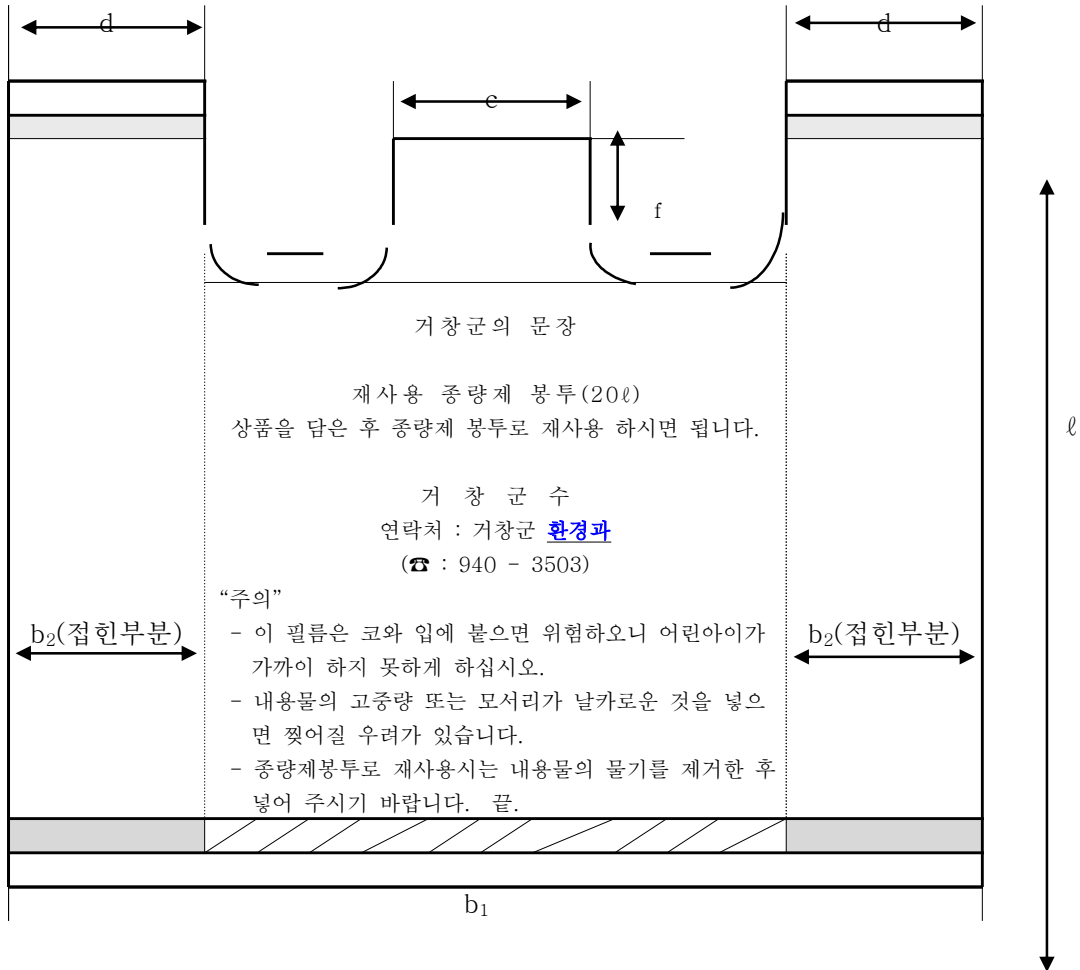 d
d
c
f
거창군의 문장
재사용 종량제 봉투(20ℓ)
상품을 담은 후 종량제 봉투로 재사용 하시면 됩니다.
ℓ
거 창 군 수
연락처 : 거창군 환경과
(☎ : 940 - 3503)
“주의”
- 이 필름은 코와 입에 붙으면 위험하오니 어린아이가
가까이 하지 못하게 하십시오.
b₂(접힌부분)
b₂(접힌부분)
- 내용물의 고중량 또는 모서리가 날카로운 것을 넣으
면 찢어질 우려가 있습니다.
- 종량제봉투로 재사용시는 내용물의 물기를 제거한 후
넣어 주시기 바랍니다. 끝.
b₁